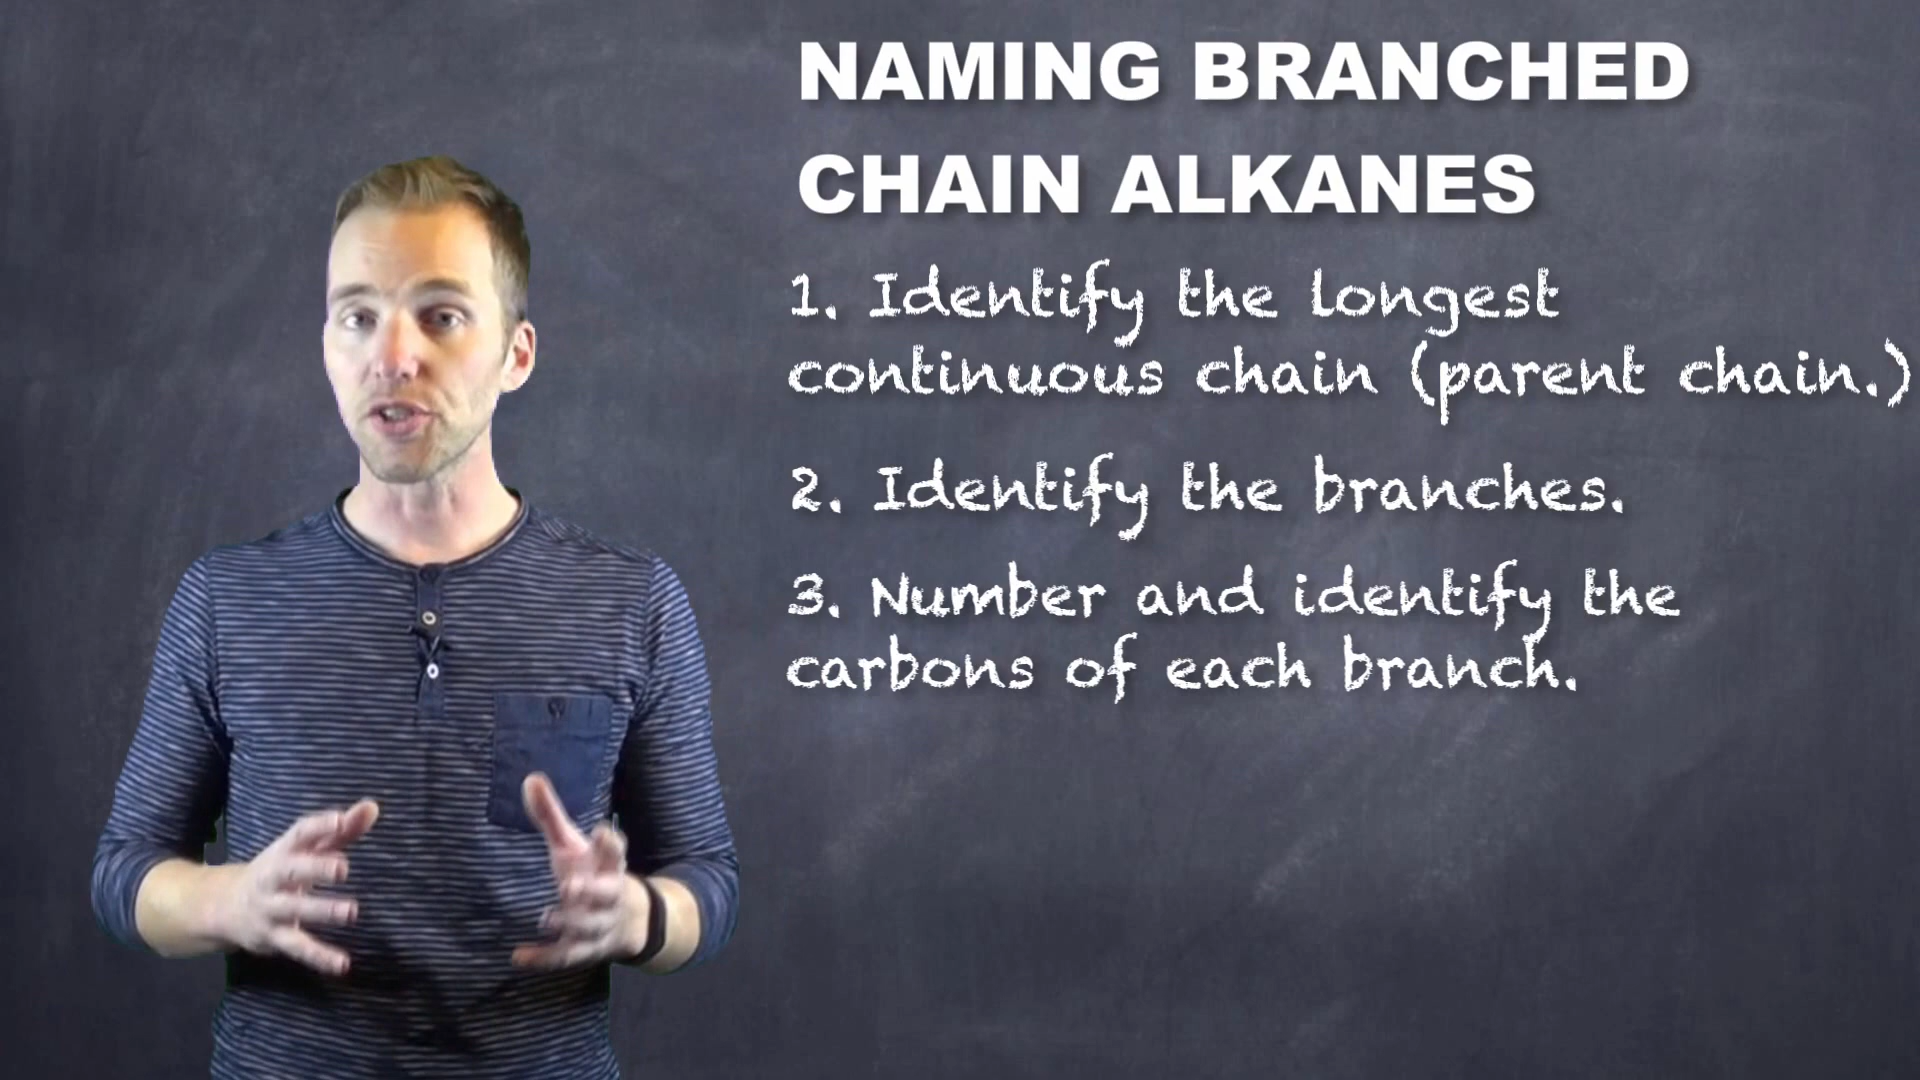 NAMING BRANCHED
CHAIN ALKANES
1. Identify the longest
continuous chain (parent chain.)
2. Identify the branches.
3. Number and identify the
carbons of each branch.